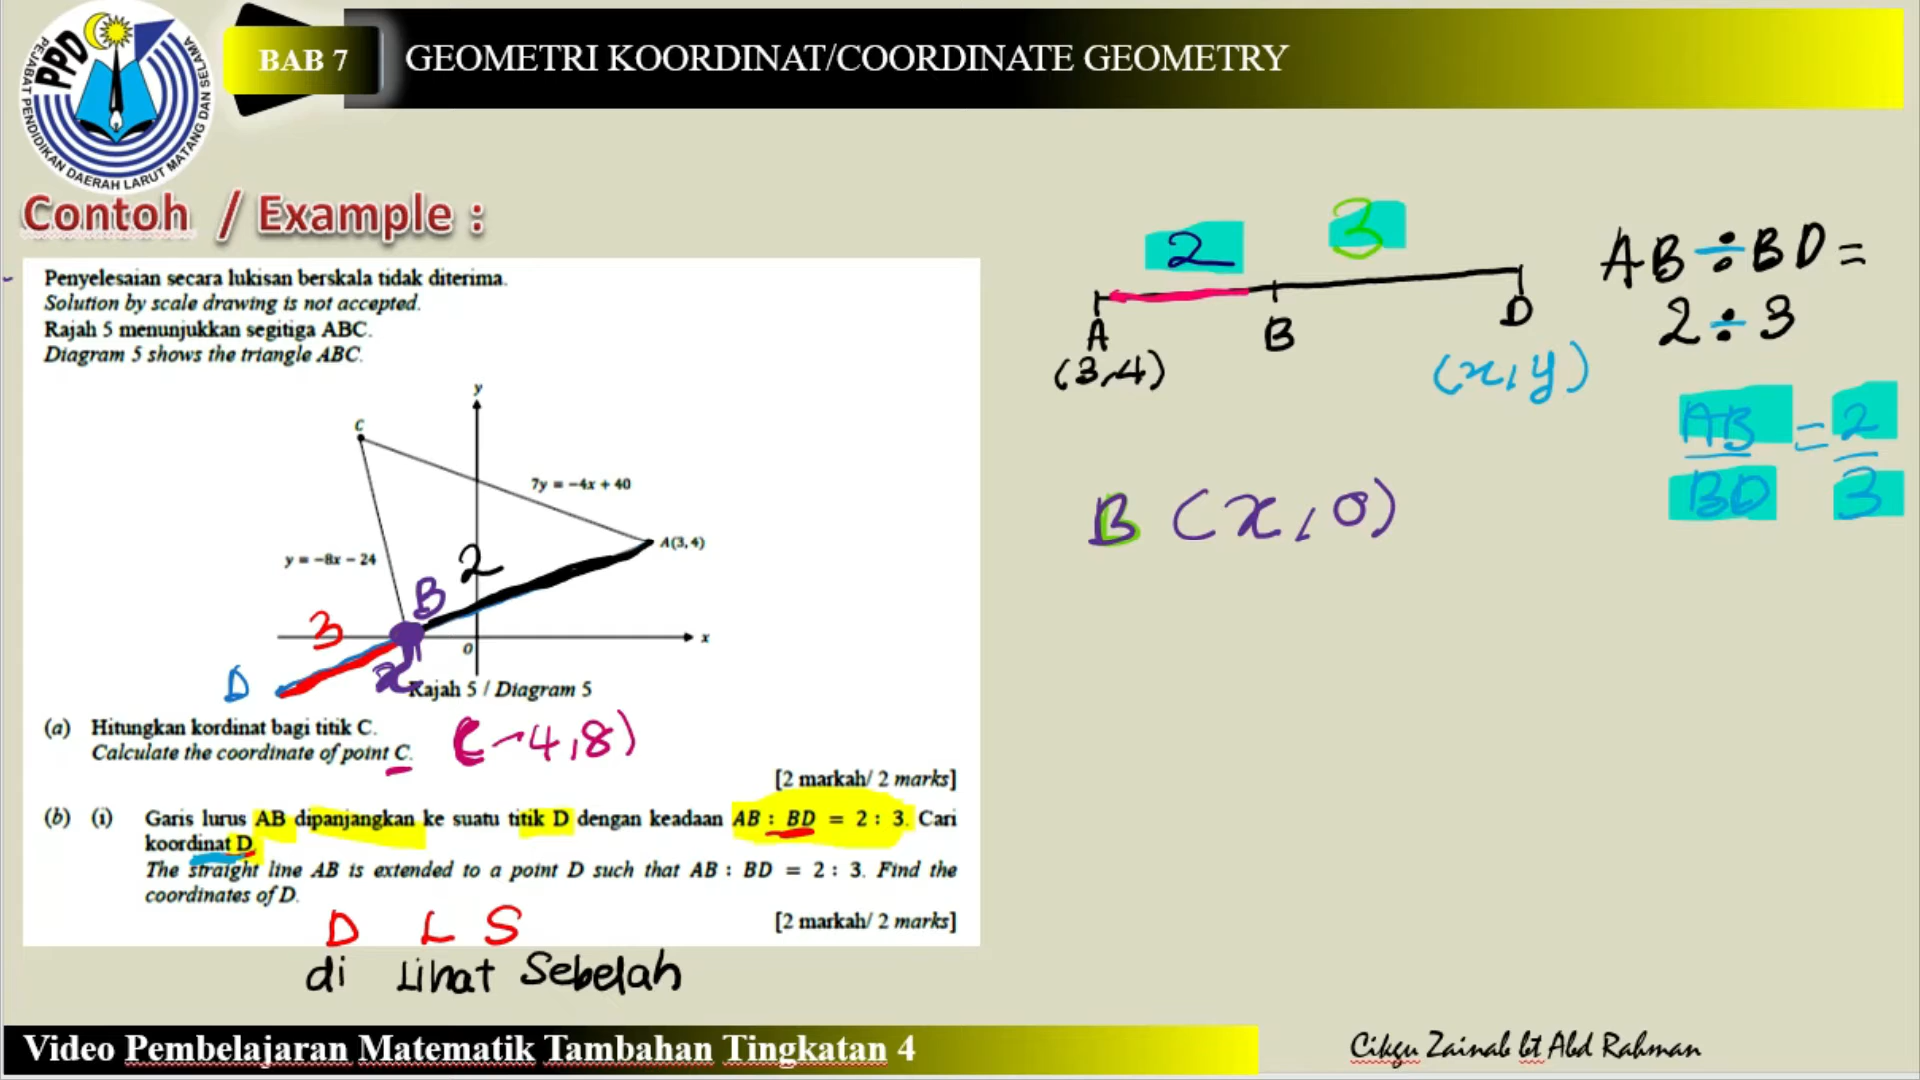 PPD
PEJABAT PENDIDIKAN DAERAH LARUT MATANG DAN SELAMA
BAB 7
GEOMETRI KOORDINAT/COORDINATE GEOMETRY
Contoh / Example :
Penyelesaian secara lukisan berskala tidak diterima.
Solution by scale drawing is not accepted.
Rajah 5 menunjukkan segitiga ABC.
Diagram 5 shows the triangle ABC.
y
C
7y = −4x + 40
A(3, 4)
y = −8x − 24
2
B
3
x
O
D
x
Rajah 5 / Diagram 5
(a) Hitungkan kordinat bagi titik C.
Calculate the coordinate of point C.
(-4,8)
[2 markah/ 2 marks]
(b) (i) Garis lurus AB dipanjangkan ke suatu titik D dengan keadaan AB : BD = 2 : 3. Cari
koordinat D.
The straight line AB is extended to a point D such that AB : BD = 2 : 3. Find the
coordinates of D.
[2 markah/ 2 marks]
D L S
di Lihat Sebelah
2 3
A B D
(3,4) (x,y)
AB ÷ BD =
2 ÷ 3
AB/BD = 2/3
B (x,0)
Video Pembelajaran Matematik Tambahan Tingkatan 4
Cikgu Zainab bt Abd Rahman